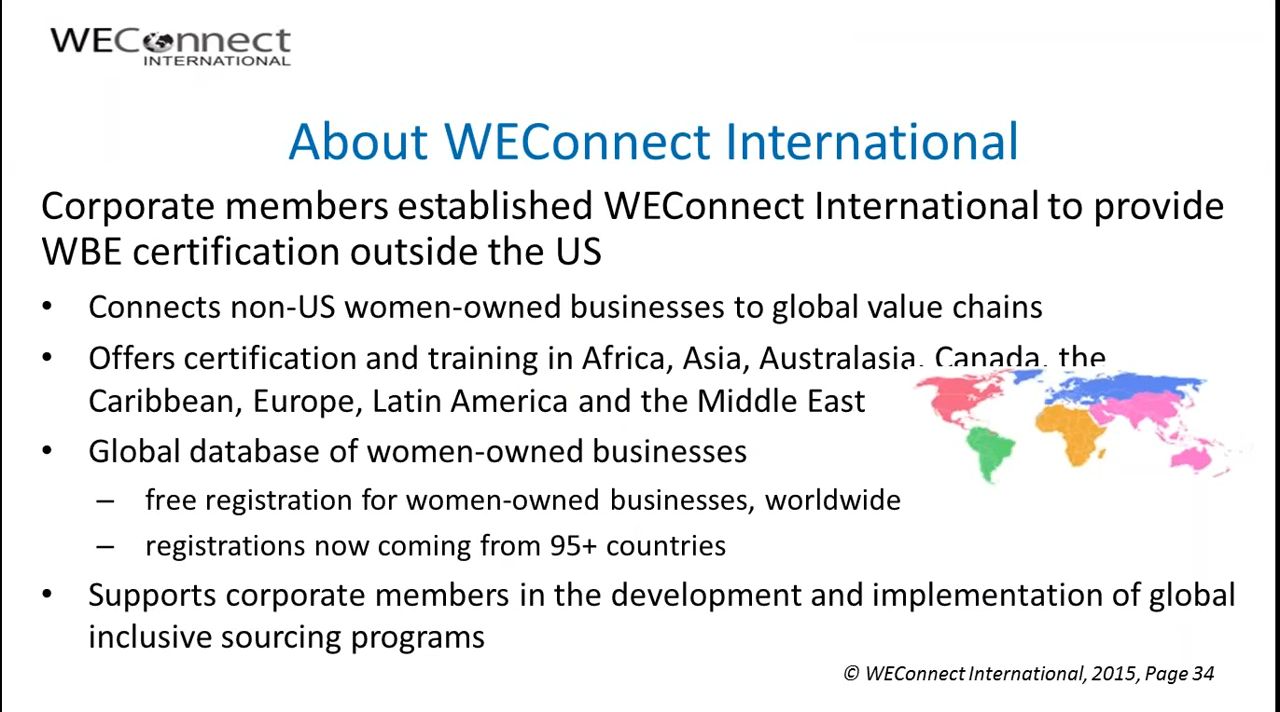 WEConnect
INTERNATIONAL
About WEConnect International
Corporate members established WEConnect International to provide
WBE certification outside the US
• Connects non-US women-owned businesses to global value chains
• Offers certification and training in Africa, Asia, Australasia, Canada, the
Caribbean, Europe, Latin America and the Middle East
• Global database of women-owned businesses
– free registration for women-owned businesses, worldwide
– registrations now coming from 95+ countries
• Supports corporate members in the development and implementation of global
inclusive sourcing programs
© WEConnect International, 2015, Page 34